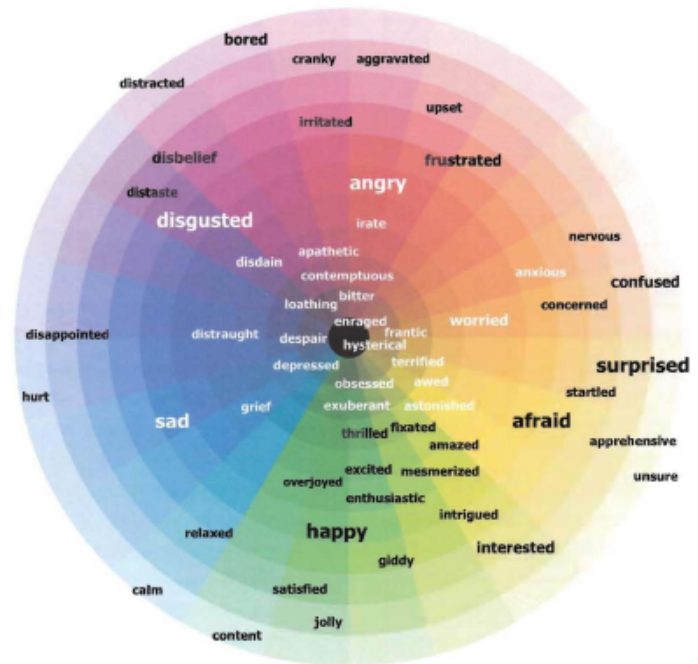 bored
cranky
aggravated
distracted
upset
irritated
disbelief
frustrated
angry
distaste
disgusted
irate
nervous
apathetic
disdain
anxious
contemptuous
confused
bitter
loathing
concerned
enraged
worried
disappointed
distraught
despair
frantic
hysterical
terrified
depressed
surprised
awed
obsessed
startled
hurt
grief
exuberant
astonished
sad
afraid
fixated
thrilled
amazed
apprehensive
excited
mesmerized
overjoyed
unsure
enthusiastic
intrigued
relaxed
happy
interested
giddy
calm
satisfied
jolly
content